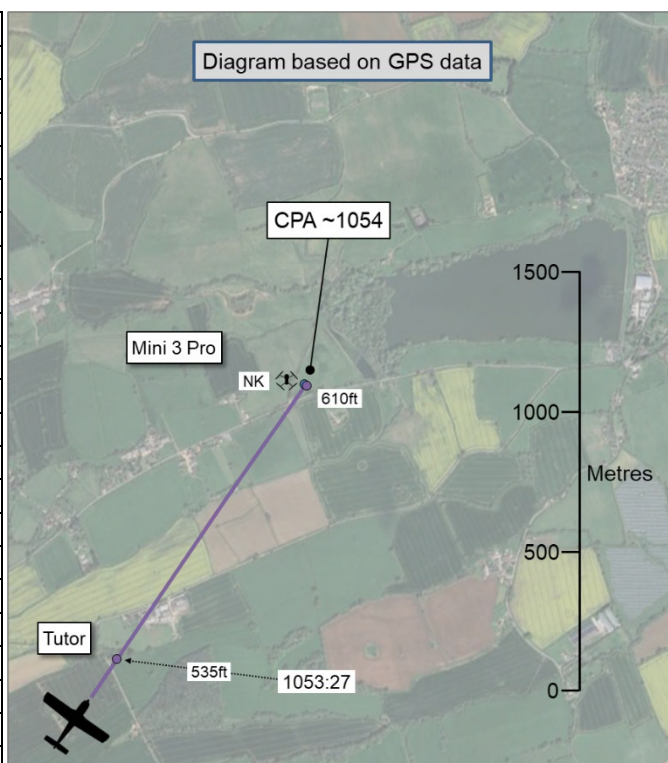 Diagram based on GPS data
CPA ~1054
1500
Mini 3 Pro
NK
610ft
1000
Metres
500
Tutor
535ft
1053:27
0